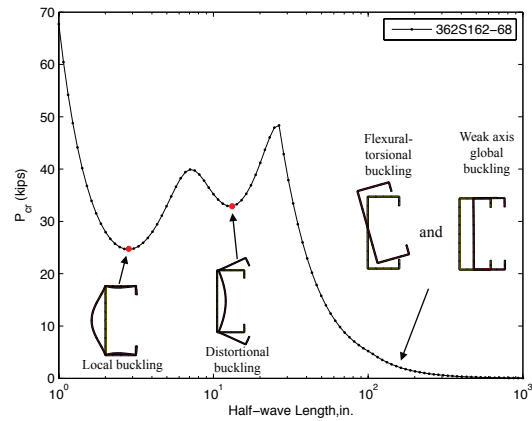 362S162-68
70
60
50
40
30
20
10
0
P_cr (kips)
Flexural-
torsional
buckling
and
Weak axis
global
buckling
Local buckling
Distortional
buckling
10^0
10^1
10^2
10^3
Half-wave Length,in.